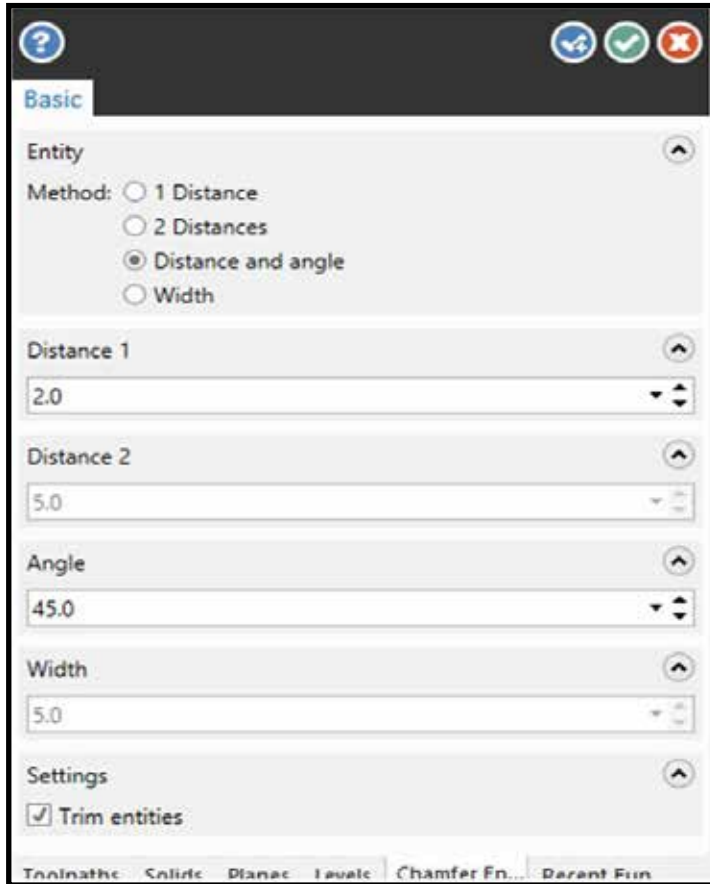 ?
Basic
Entity
Method: 1 Distance
2 Distances
Distance and angle
Width
Distance 1
2.0
Distance 2
5.0
Angle
45.0
Width
5.0
Settings
Trim entities
Toolpaths Solids Planes Levels Chamfer En... Recent Fun